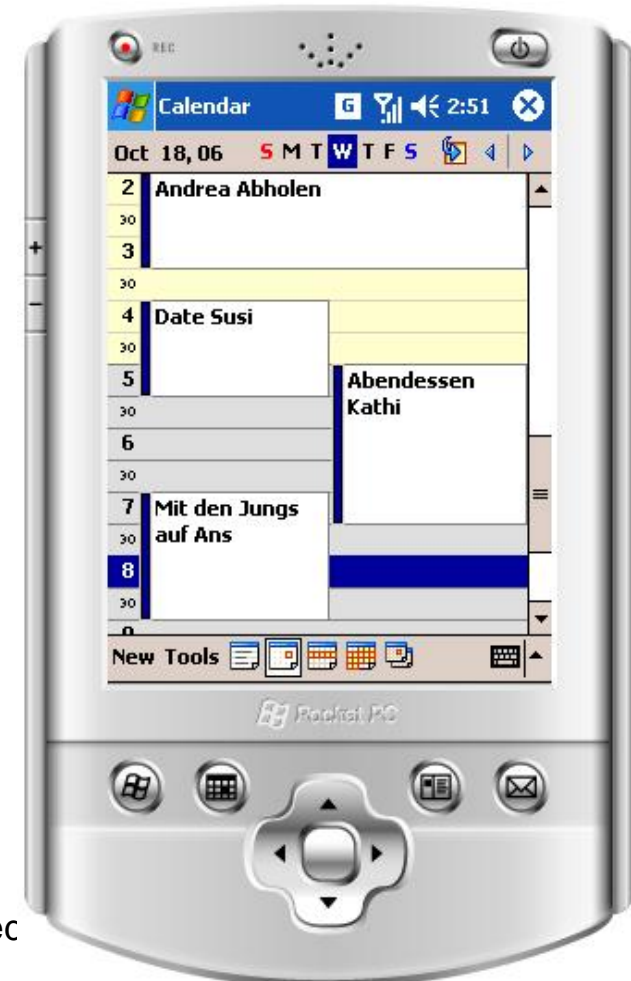 REC
Calendar G 2:51
Oct 18, 06 S M T W T F S
2 Andrea Abholen
30
3
30
4 Date Susi
30
5 Abendessen
30 Kathi
6
30
7 Mit den Jungs
30 auf Ans
8
30
New Tools
Pocket PC